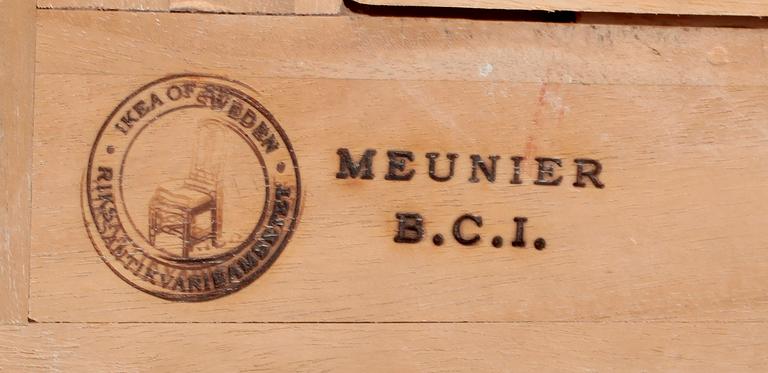 IKEA OF SWEDEN
RIKSANTIKVARIEÄMBETET
MEUNIER
B.C.I.